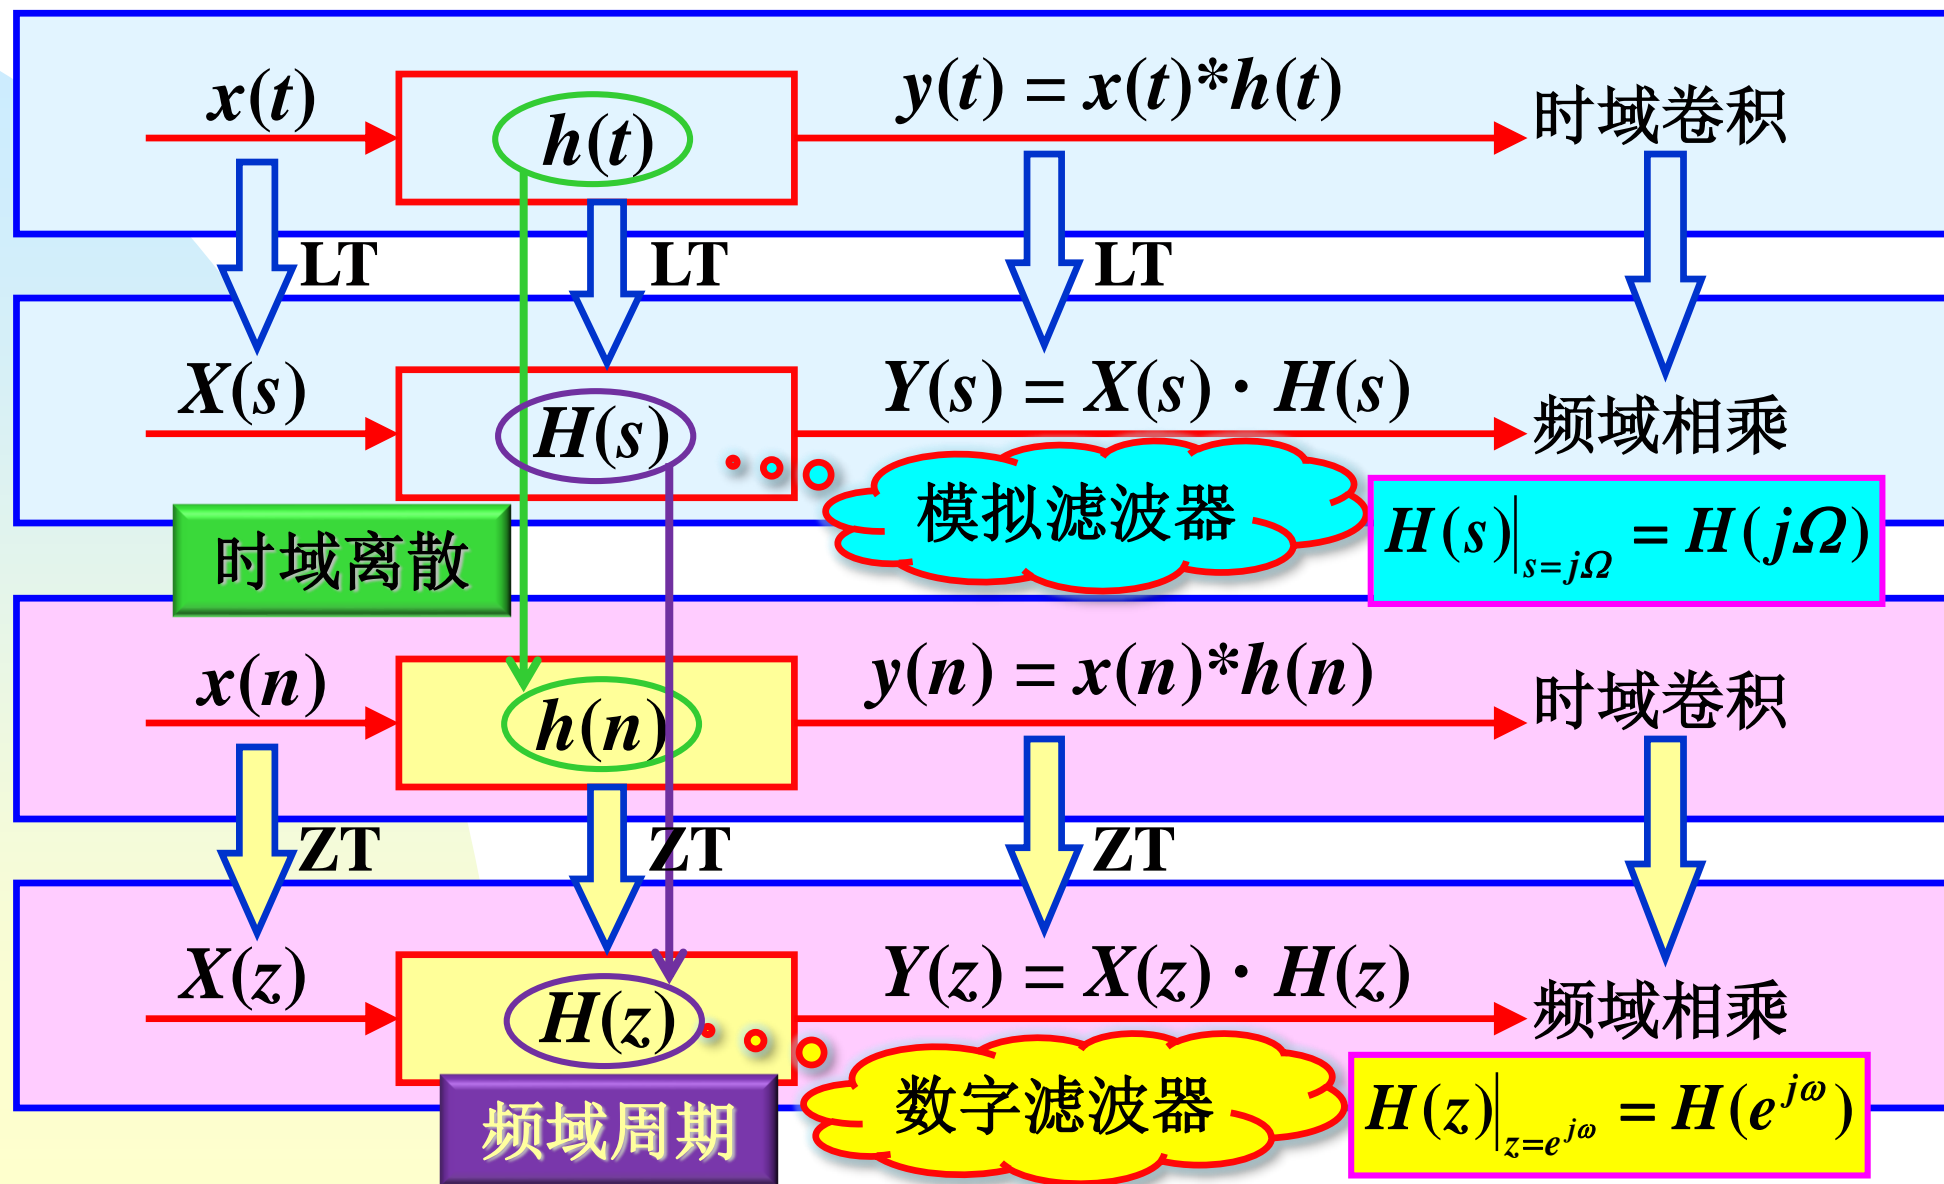 x(t)
h(t)
y(t) = x(t)*h(t)
时域卷积
LT
LT
LT
X(s)
H(s)
Y(s) = X(s) · H(s)
频域相乘
模拟滤波器
H(s)|s=jΩ = H(jΩ)
时域离散
x(n)
h(n)
y(n) = x(n)*h(n)
时域卷积
ZT
ZT
ZT
X(z)
H(z)
Y(z) = X(z) · H(z)
频域相乘
数字滤波器
H(z)|z=e^jω = H(e^jω)
频域周期